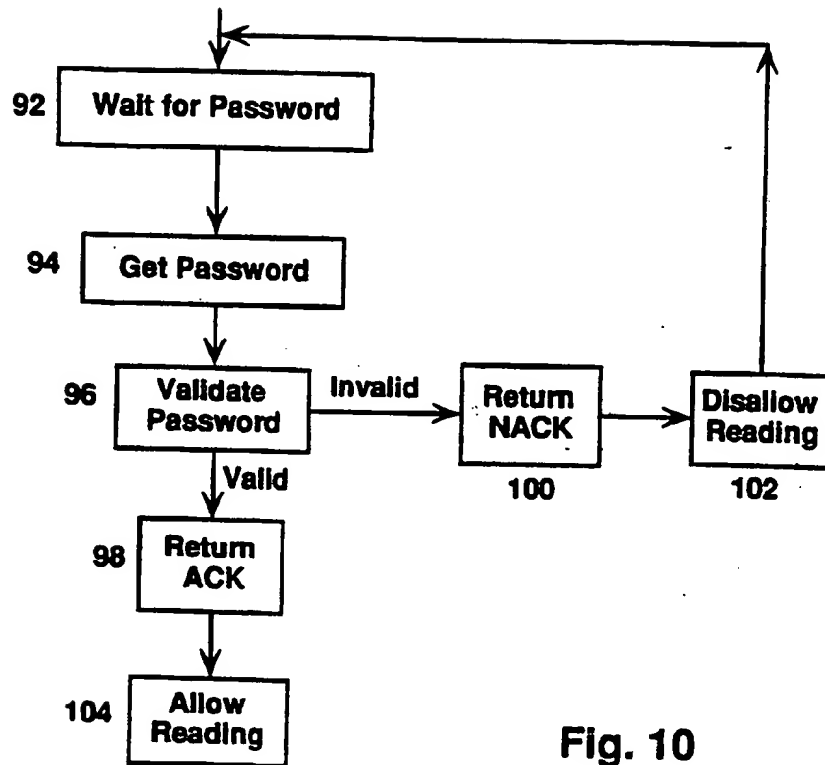 92
Wait for Password
94
Get Password
96
Validate
Password
Invalid
Return
NACK
100
Disallow
Reading
102
Valid
98
Return
ACK
104
Allow
Reading
Fig. 10